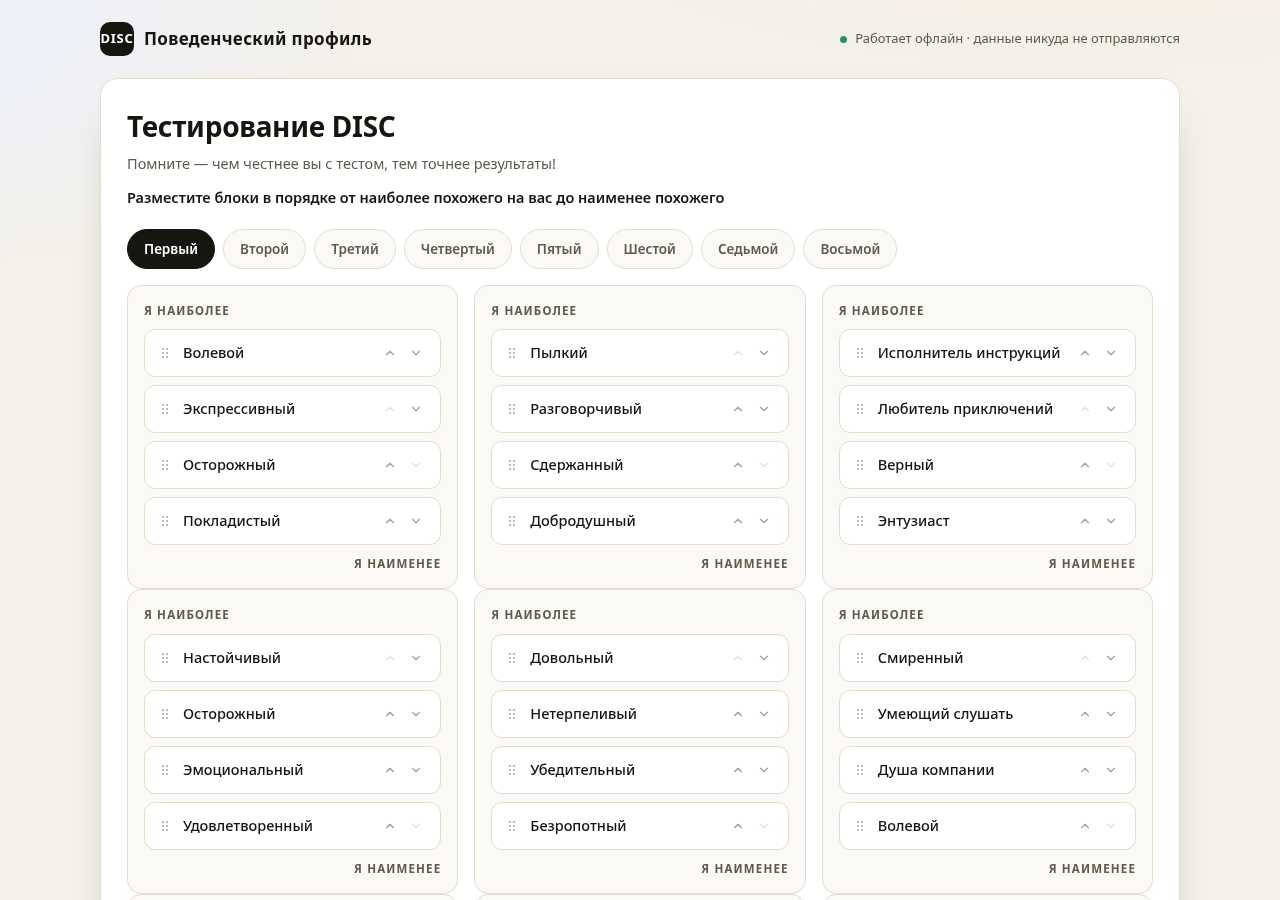 DISC Поведенческий профиль
Работает офлайн · данные никуда не отправляются
Тестирование DISC
Помните — чем честнее вы с тестом, тем точнее результаты!
Разместите блоки в порядке от наиболее похожего на вас до наименее похожего
Первый Второй Третий Четвертый Пятый Шестой Седьмой Восьмой
Я НАИБОЛЕЕ
Волевой
Экспрессивный
Осторожный
Покладистый
Я НАИМЕНЕЕ
Я НАИБОЛЕЕ
Пылкий
Разговорчивый
Сдержанный
Добродушный
Я НАИМЕНЕЕ
Я НАИБОЛЕЕ
Исполнитель инструкций
Любитель приключений
Верный
Энтузиаст
Я НАИМЕНЕЕ
Я НАИБОЛЕЕ
Настойчивый
Осторожный
Эмоциональный
Удовлетворенный
Я НАИМЕНЕЕ
Я НАИБОЛЕЕ
Довольный
Нетерпеливый
Убедительный
Безропотный
Я НАИМЕНЕЕ
Я НАИБОЛЕЕ
Смиренный
Умеющий слушать
Душа компании
Волевой
Я НАИМЕНЕЕ